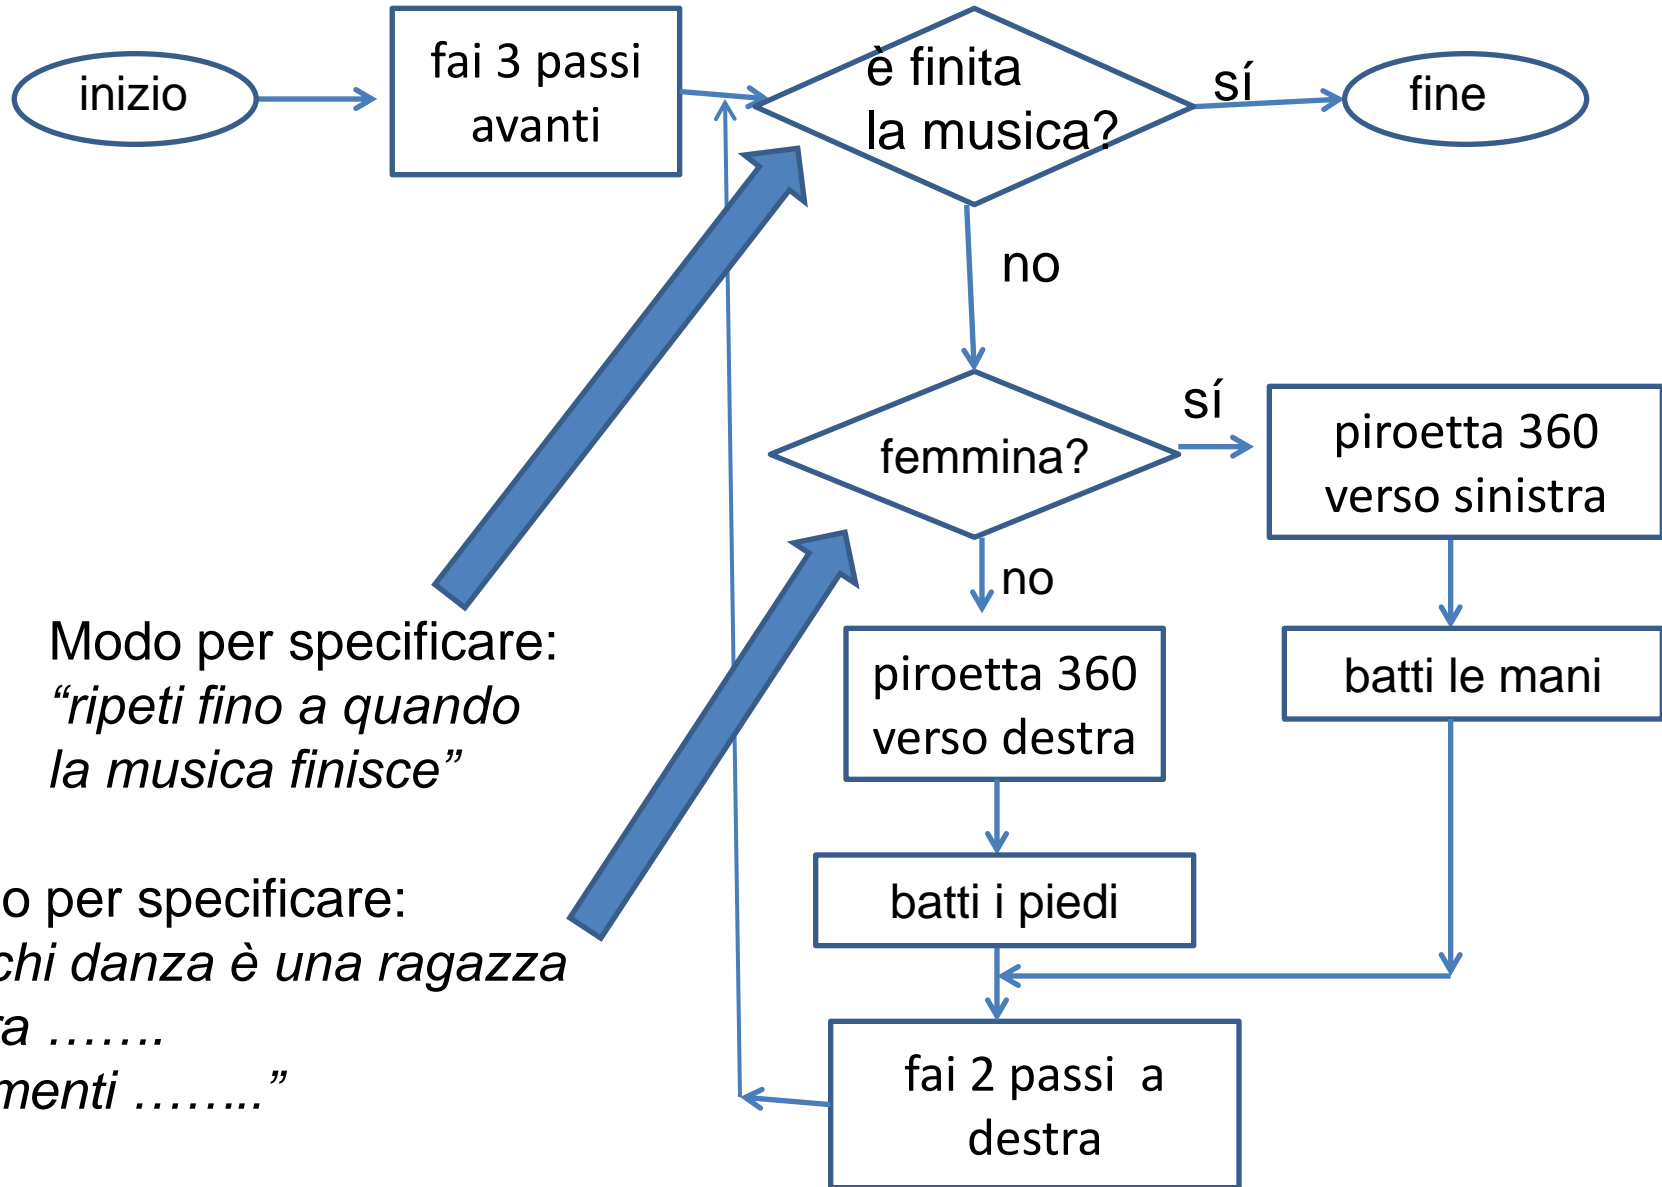 inizio
fai 3 passi
avanti
è finita
la musica?
sí
fine
no
femmina?
sí
piroetta 360
verso sinistra
batti le mani
no
piroetta 360
verso destra
batti i piedi
fai 2 passi a
destra
Modo per specificare:
“ripeti fino a quando
la musica finisce”
o per specificare:
chi danza è una ragazza
ra …….
menti ……..”